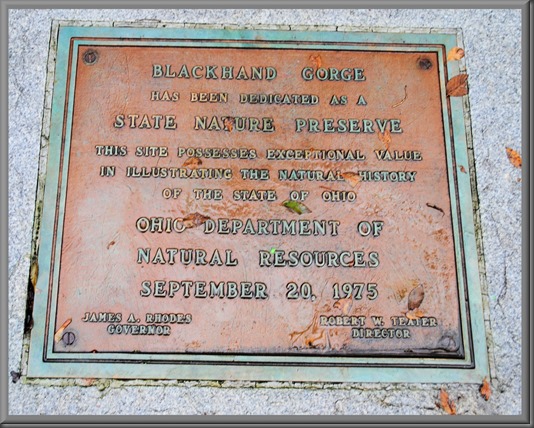 BLACKHAND GORGE
HAS BEEN DEDICATED AS A
STATE NATURE PRESERVE
THIS SITE POSSESSES EXCEPTIONAL VALUE
IN ILLUSTRATING THE NATURAL HISTORY
OF THE STATE OF OHIO
OHIO DEPARTMENT OF
NATURAL RESOURCES
SEPTEMBER 20, 1975
JAMES A. RHODES
GOVERNOR
ROBERT W. TEATER
DIRECTOR